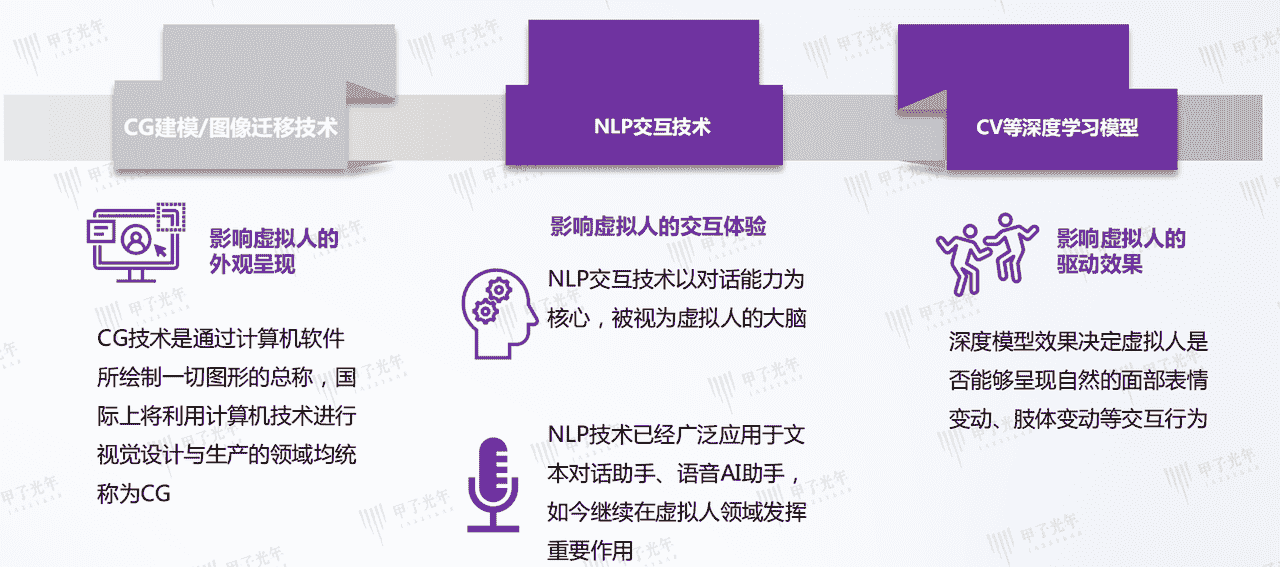 CG建模/图像迁移技术
影响虚拟人的
外观呈现
CG技术是通过计算机软件
所绘制一切图形的总称，国
际上将利用计算机技术进行
视觉设计与生产的领域均统
称为CG
NLP交互技术
影响虚拟人的交互体验
NLP交互技术以对话能力为
核心，被视为虚拟人的大脑
NLP技术已经广泛应用于文
本对话助手、语音AI助手，
如今继续在虚拟人领域发挥
重要作用
CV等深度学习模型
影响虚拟人的
驱动效果
深度模型效果决定虚拟人是
否能够呈现自然的面部表情
变动、肢体变动等交互行为
甲子光年